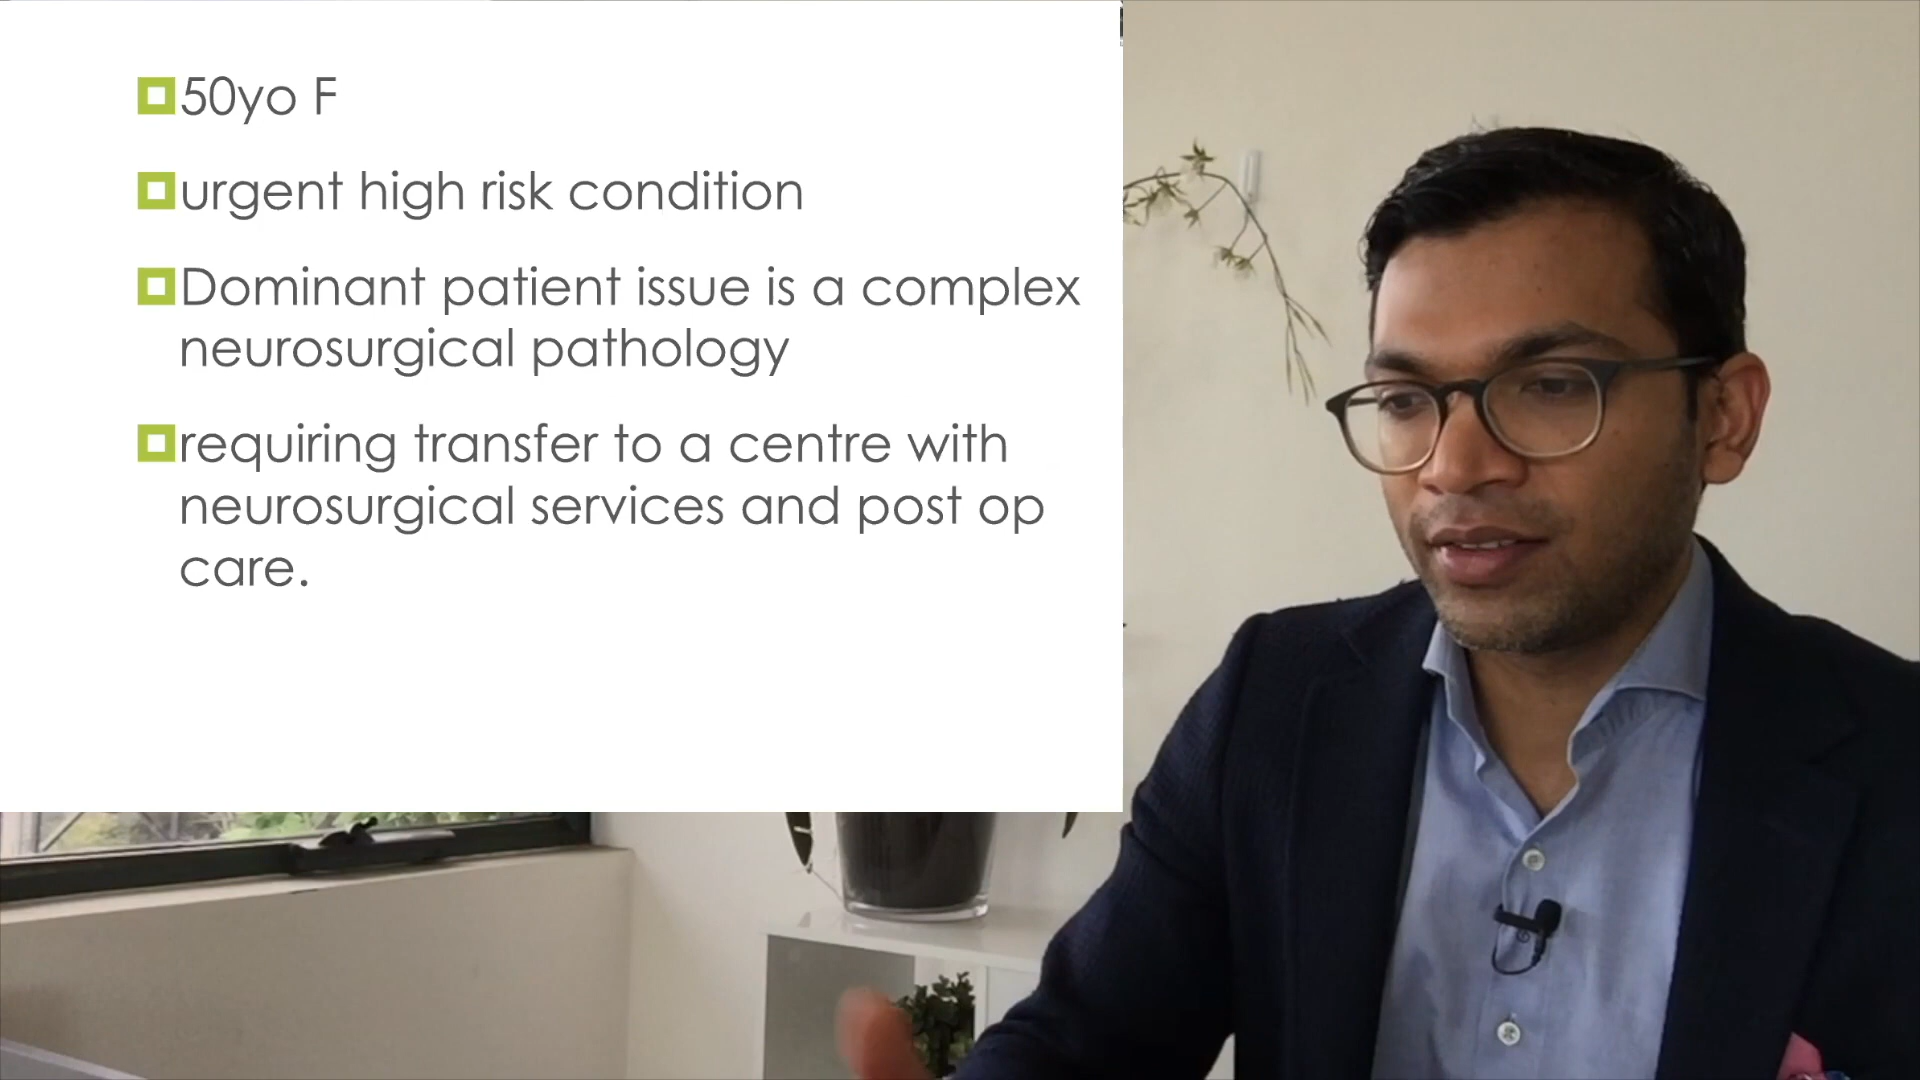 50yo F
urgent high risk condition
Dominant patient issue is a complex
neurosurgical pathology
requiring transfer to a centre with
neurosurgical services and post op
care.